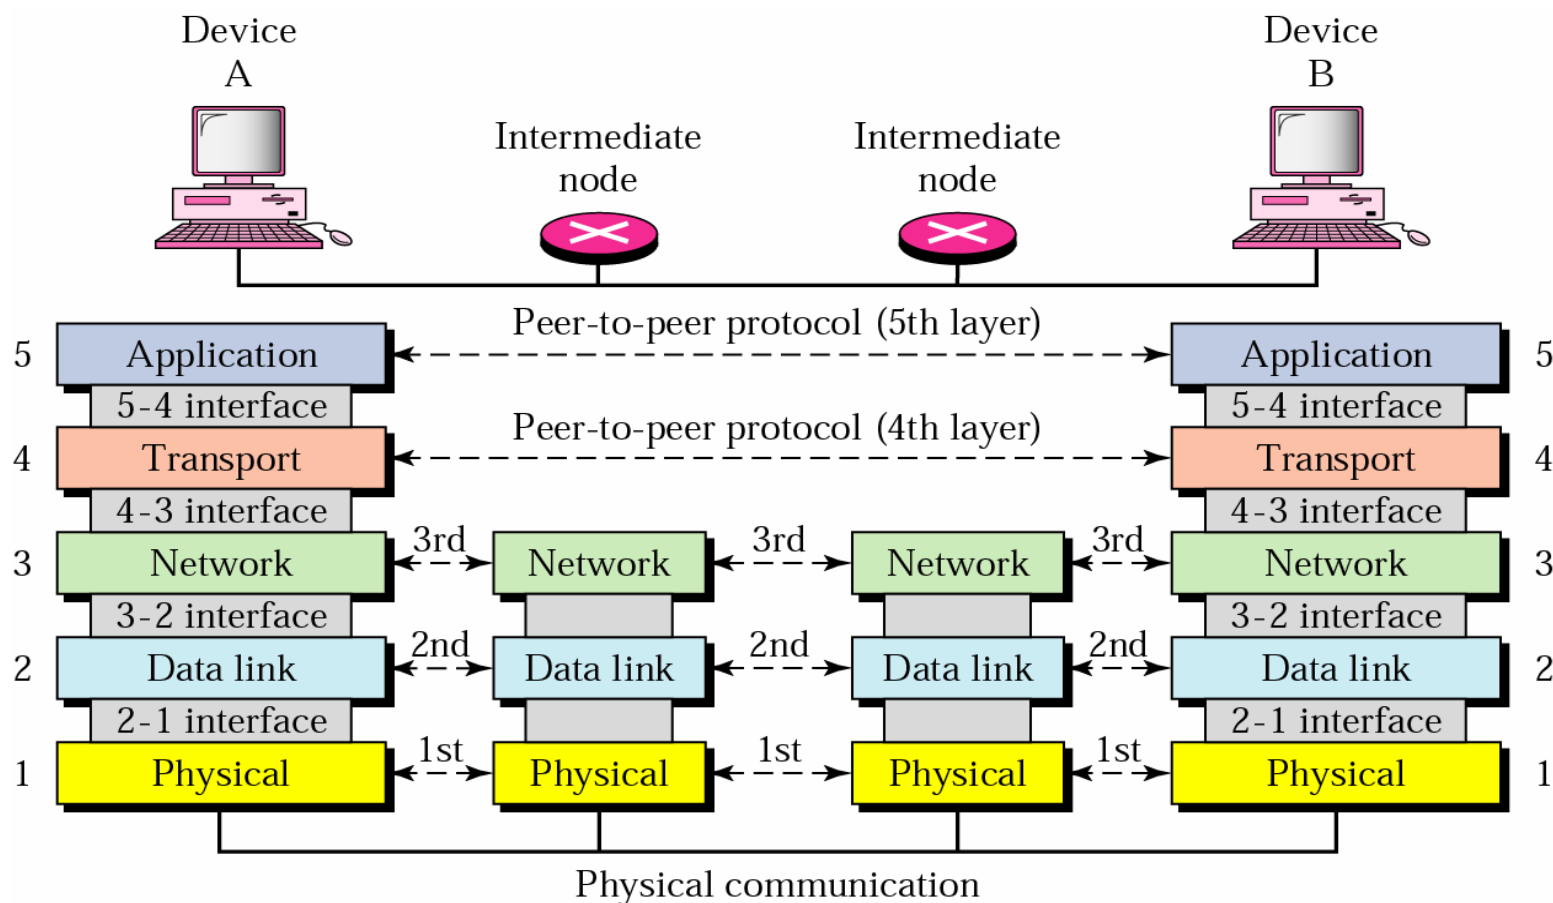 Device
A
Device
B
Intermediate
node
Intermediate
node
Peer-to-peer protocol (5th layer)
5 Application Application 5
5-4 interface 5-4 interface
Peer-to-peer protocol (4th layer)
4 Transport Transport 4
4-3 interface 4-3 interface
3rd 3rd 3rd
3 Network Network Network Network 3
3-2 interface 3-2 interface
2nd 2nd 2nd
2 Data link Data link Data link Data link 2
2-1 interface 2-1 interface
1st 1st 1st
1 Physical Physical Physical Physical 1
Physical communication